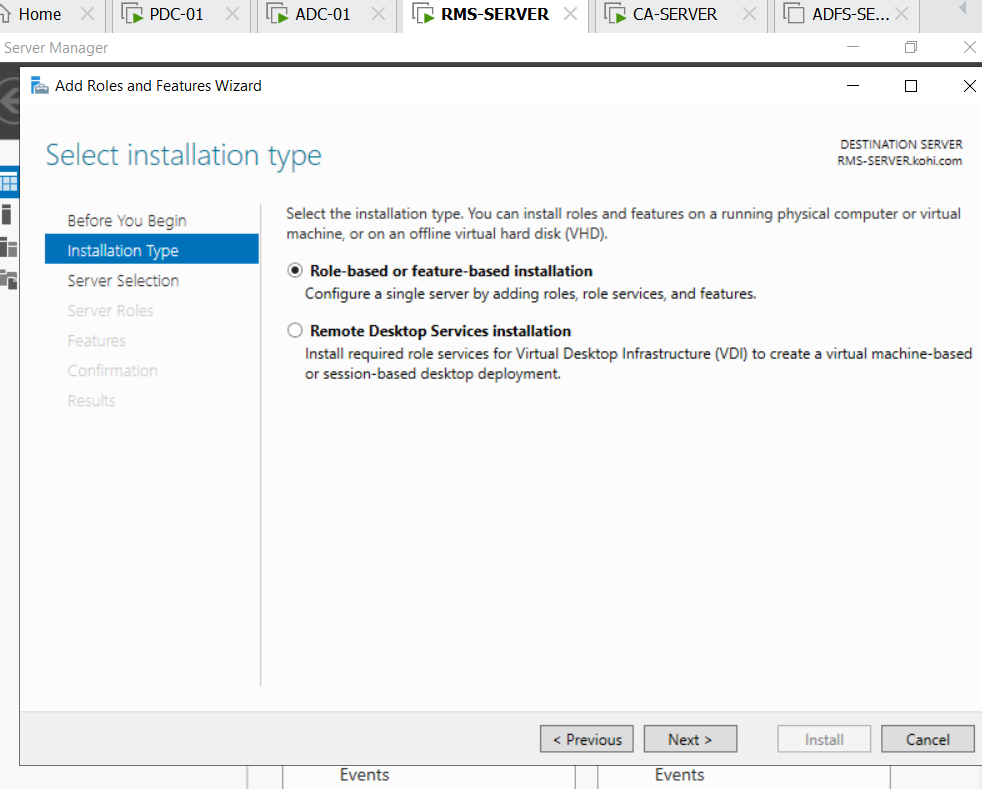 Home
PDC-01
ADC-01
RMS-SERVER
CA-SERVER
ADFS-SE...
Server Manager
Add Roles and Features Wizard
Select installation type
DESTINATION SERVER
RMS-SERVER.kohi.com
Before You Begin
Installation Type
Server Selection
Server Roles
Features
Confirmation
Results
Select the installation type. You can install roles and features on a running physical computer or virtual
machine, or on an offline virtual hard disk (VHD).
Role-based or feature-based installation
Configure a single server by adding roles, role services, and features.
Remote Desktop Services installation
Install required role services for Virtual Desktop Infrastructure (VDI) to create a virtual machine-based
or session-based desktop deployment.
< Previous
Next >
Install
Cancel
Events
Events